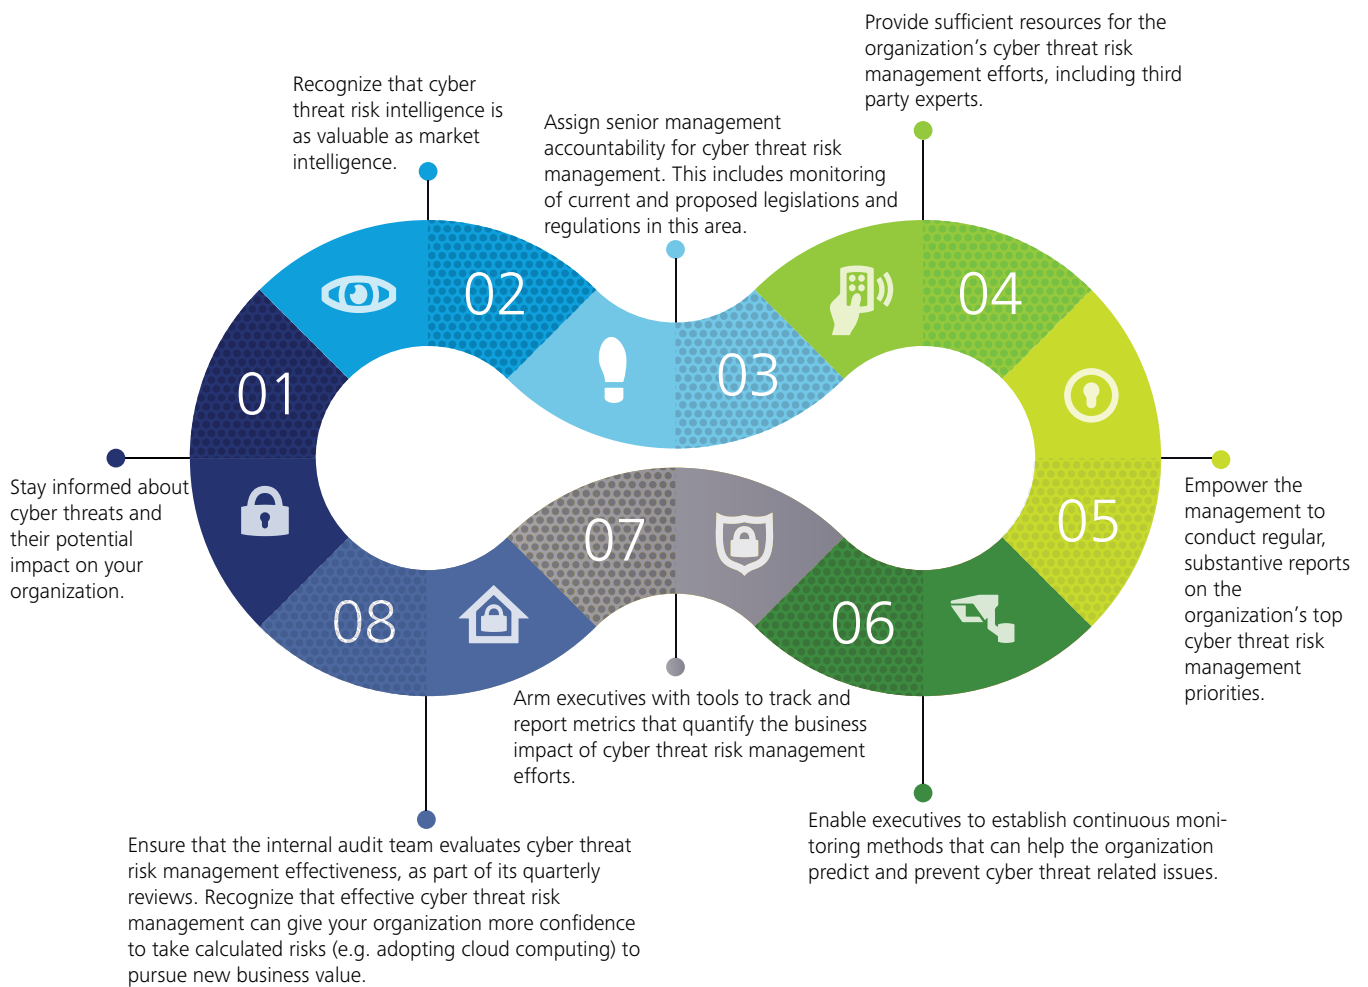 Provide sufficient resources for the
organization's cyber threat risk
management efforts, including third
party experts.
Recognize that cyber
threat risk intelligence is
as valuable as market
intelligence.
Assign senior management
accountability for cyber threat risk
management. This includes monitoring
of current and proposed legislations and
regulations in this area.
02
04
03
01
Stay informed about
cyber threats and
their potential
impact on your
organization.
05
Empower the
management to
conduct regular,
substantive reports
on the
organization's top
cyber threat risk
management
priorities.
07
08
06
Arm executives with tools to track and
report metrics that quantify the business
impact of cyber threat risk management
efforts.
Enable executives to establish continuous moni-
toring methods that can help the organization
predict and prevent cyber threat related issues.
Ensure that the internal audit team evaluates cyber threat
risk management effectiveness, as part of its quarterly
reviews. Recognize that effective cyber threat risk
management can give your organization more confidence
to take calculated risks (e.g. adopting cloud computing) to
pursue new business value.